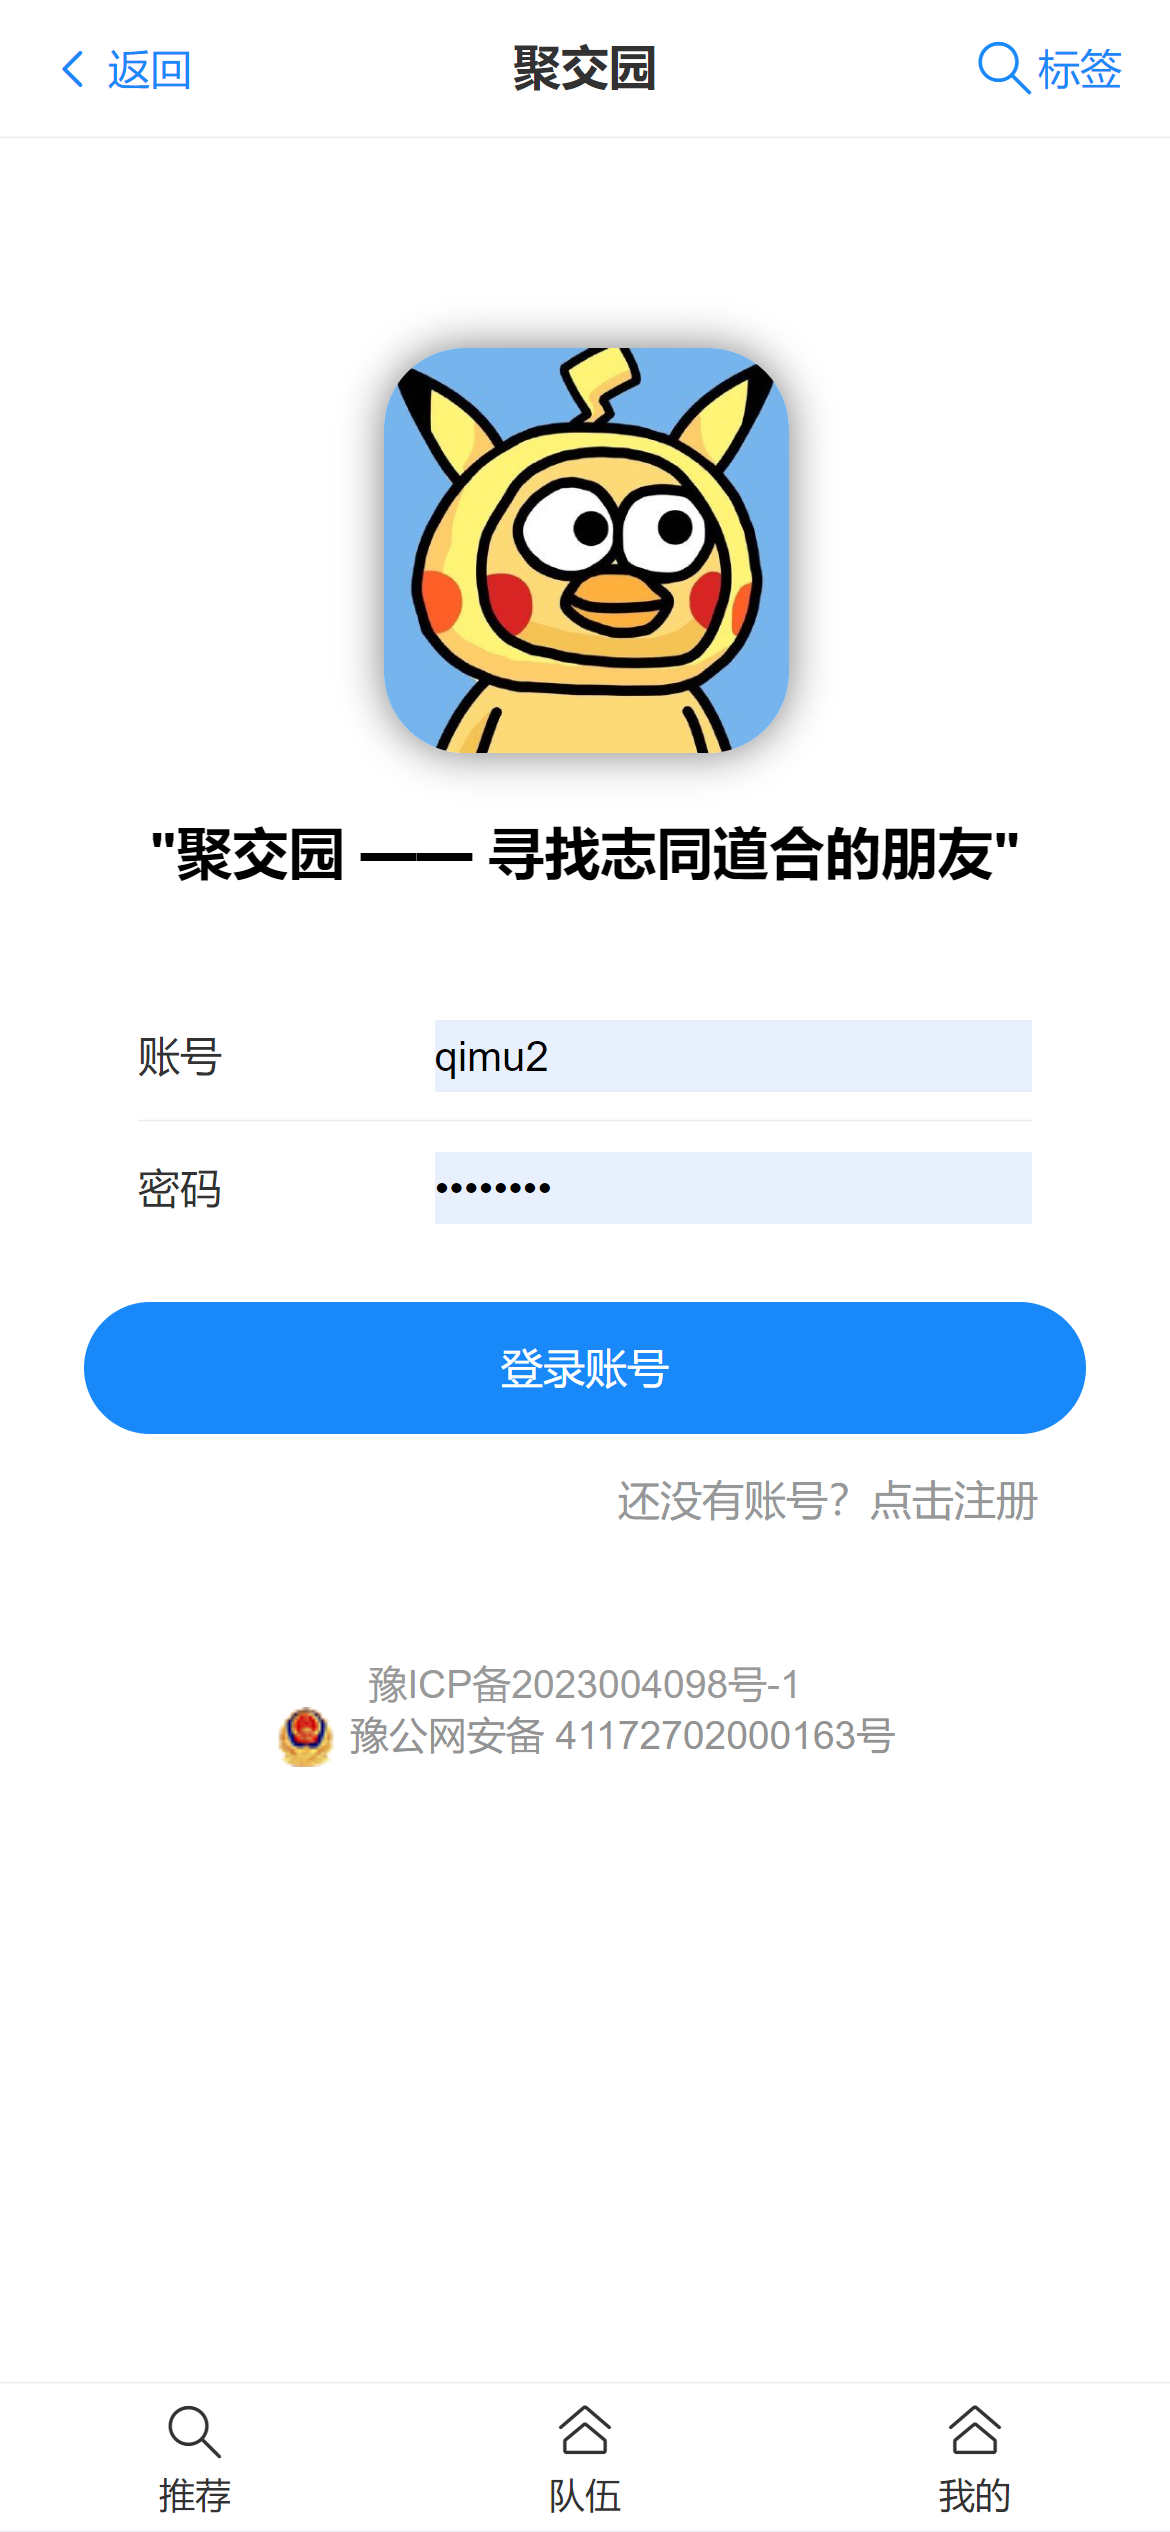 返回 聚交园 标签
"聚交园 —— 寻找志同道合的朋友"
账号 qimu2
密码 ••••••••
登录账号
还没有账号？点击注册
豫ICP备2023004098号-1
豫公网安备 41172702000163号
推荐 队伍 我的